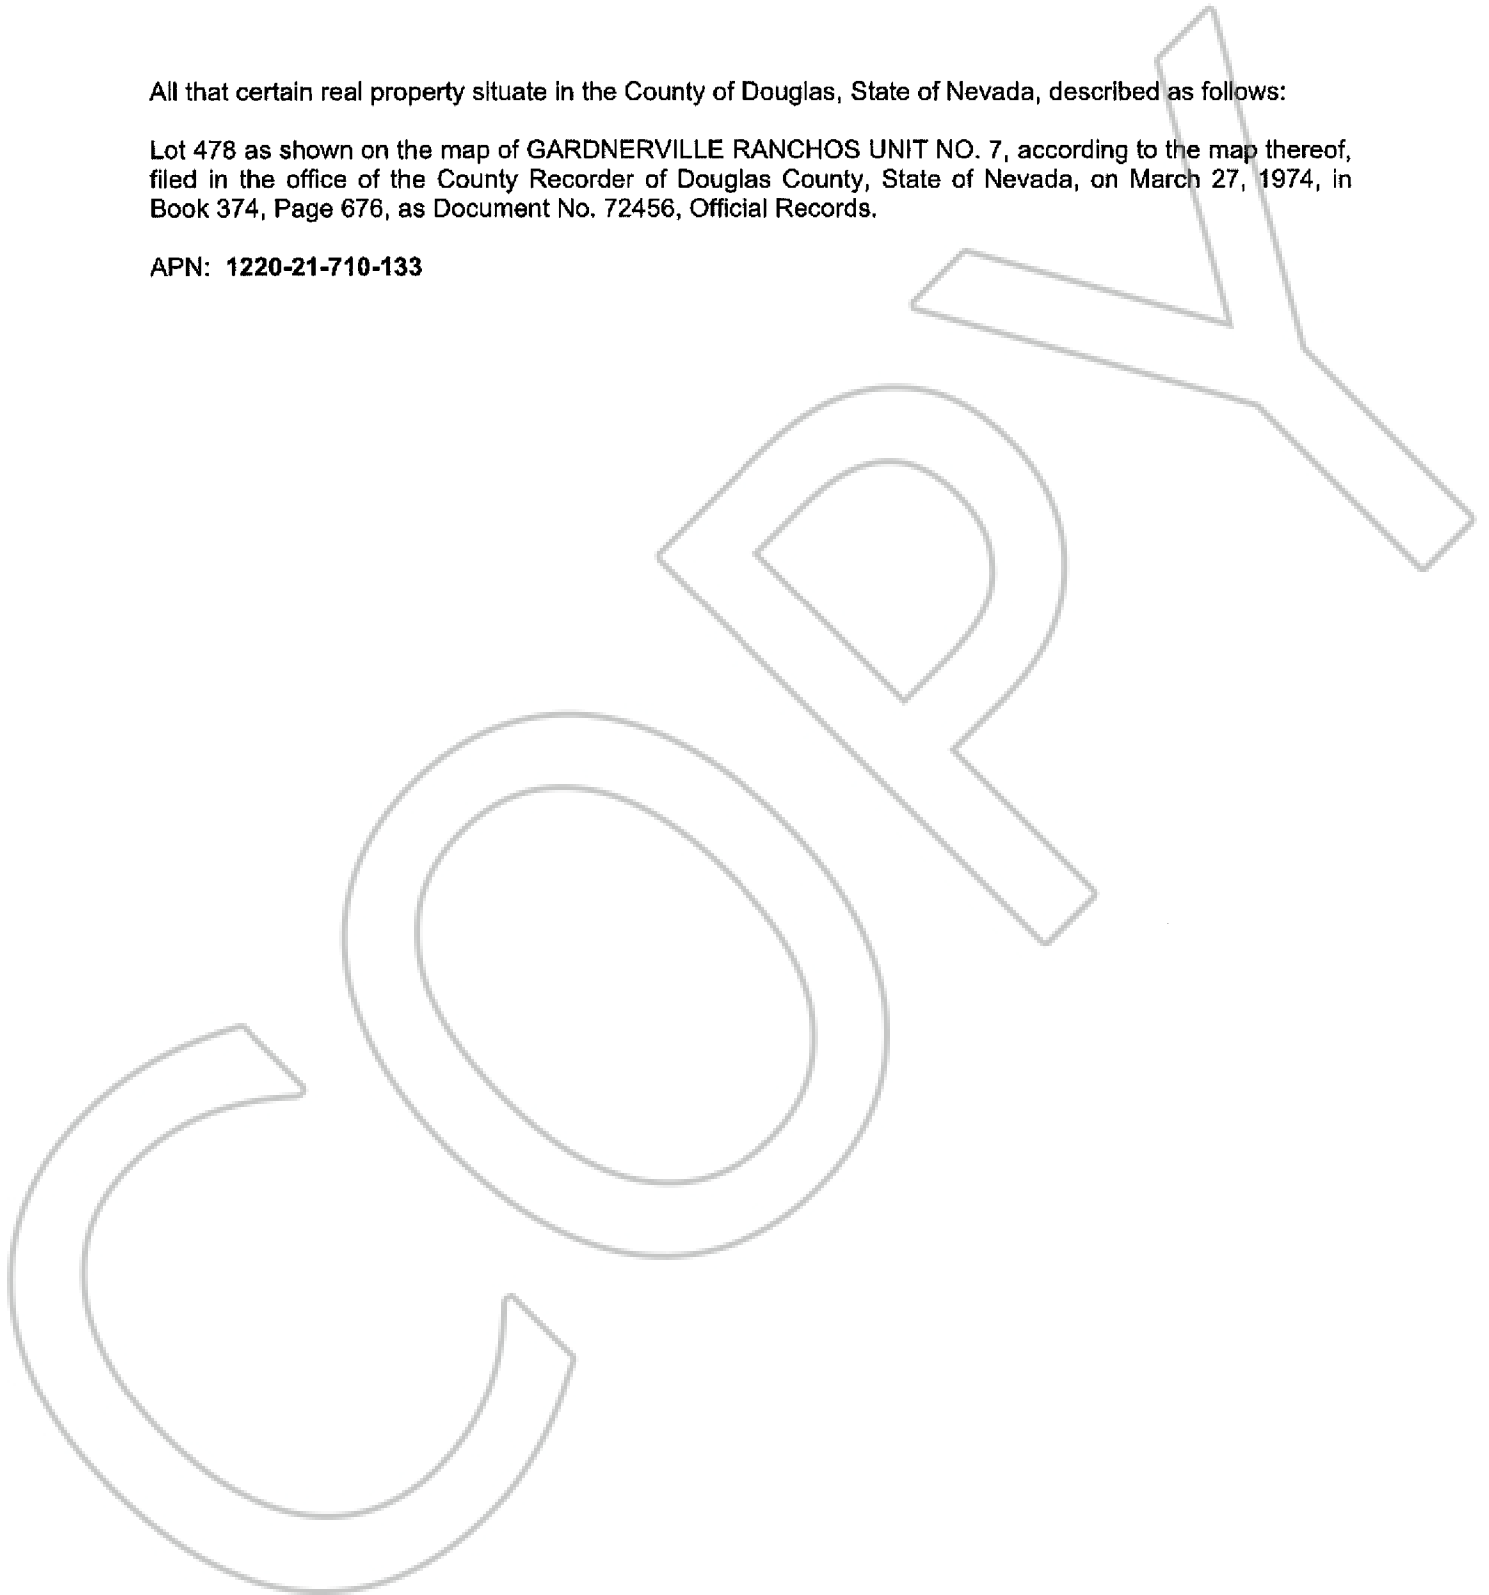 All that certain real property situate in the County of Douglas, State of Nevada, described as follows:
Lot 478 as shown on the map of GARDNERVILLE RANCHOS UNIT NO. 7, according to the map thereof,
filed in the office of the County Recorder of Douglas County, State of Nevada, on March 27, 1974, in
Book 374, Page 676, as Document No. 72456, Official Records.
APN: 1220-21-710-133
COPY